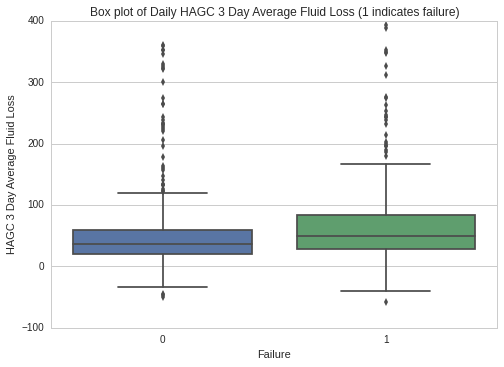 Box plot of Daily HAGC 3 Day Average Fluid Loss (1 indicates failure)
400
300
200
100
0
−100
HAGC 3 Day Average Fluid Loss
0 1
Failure